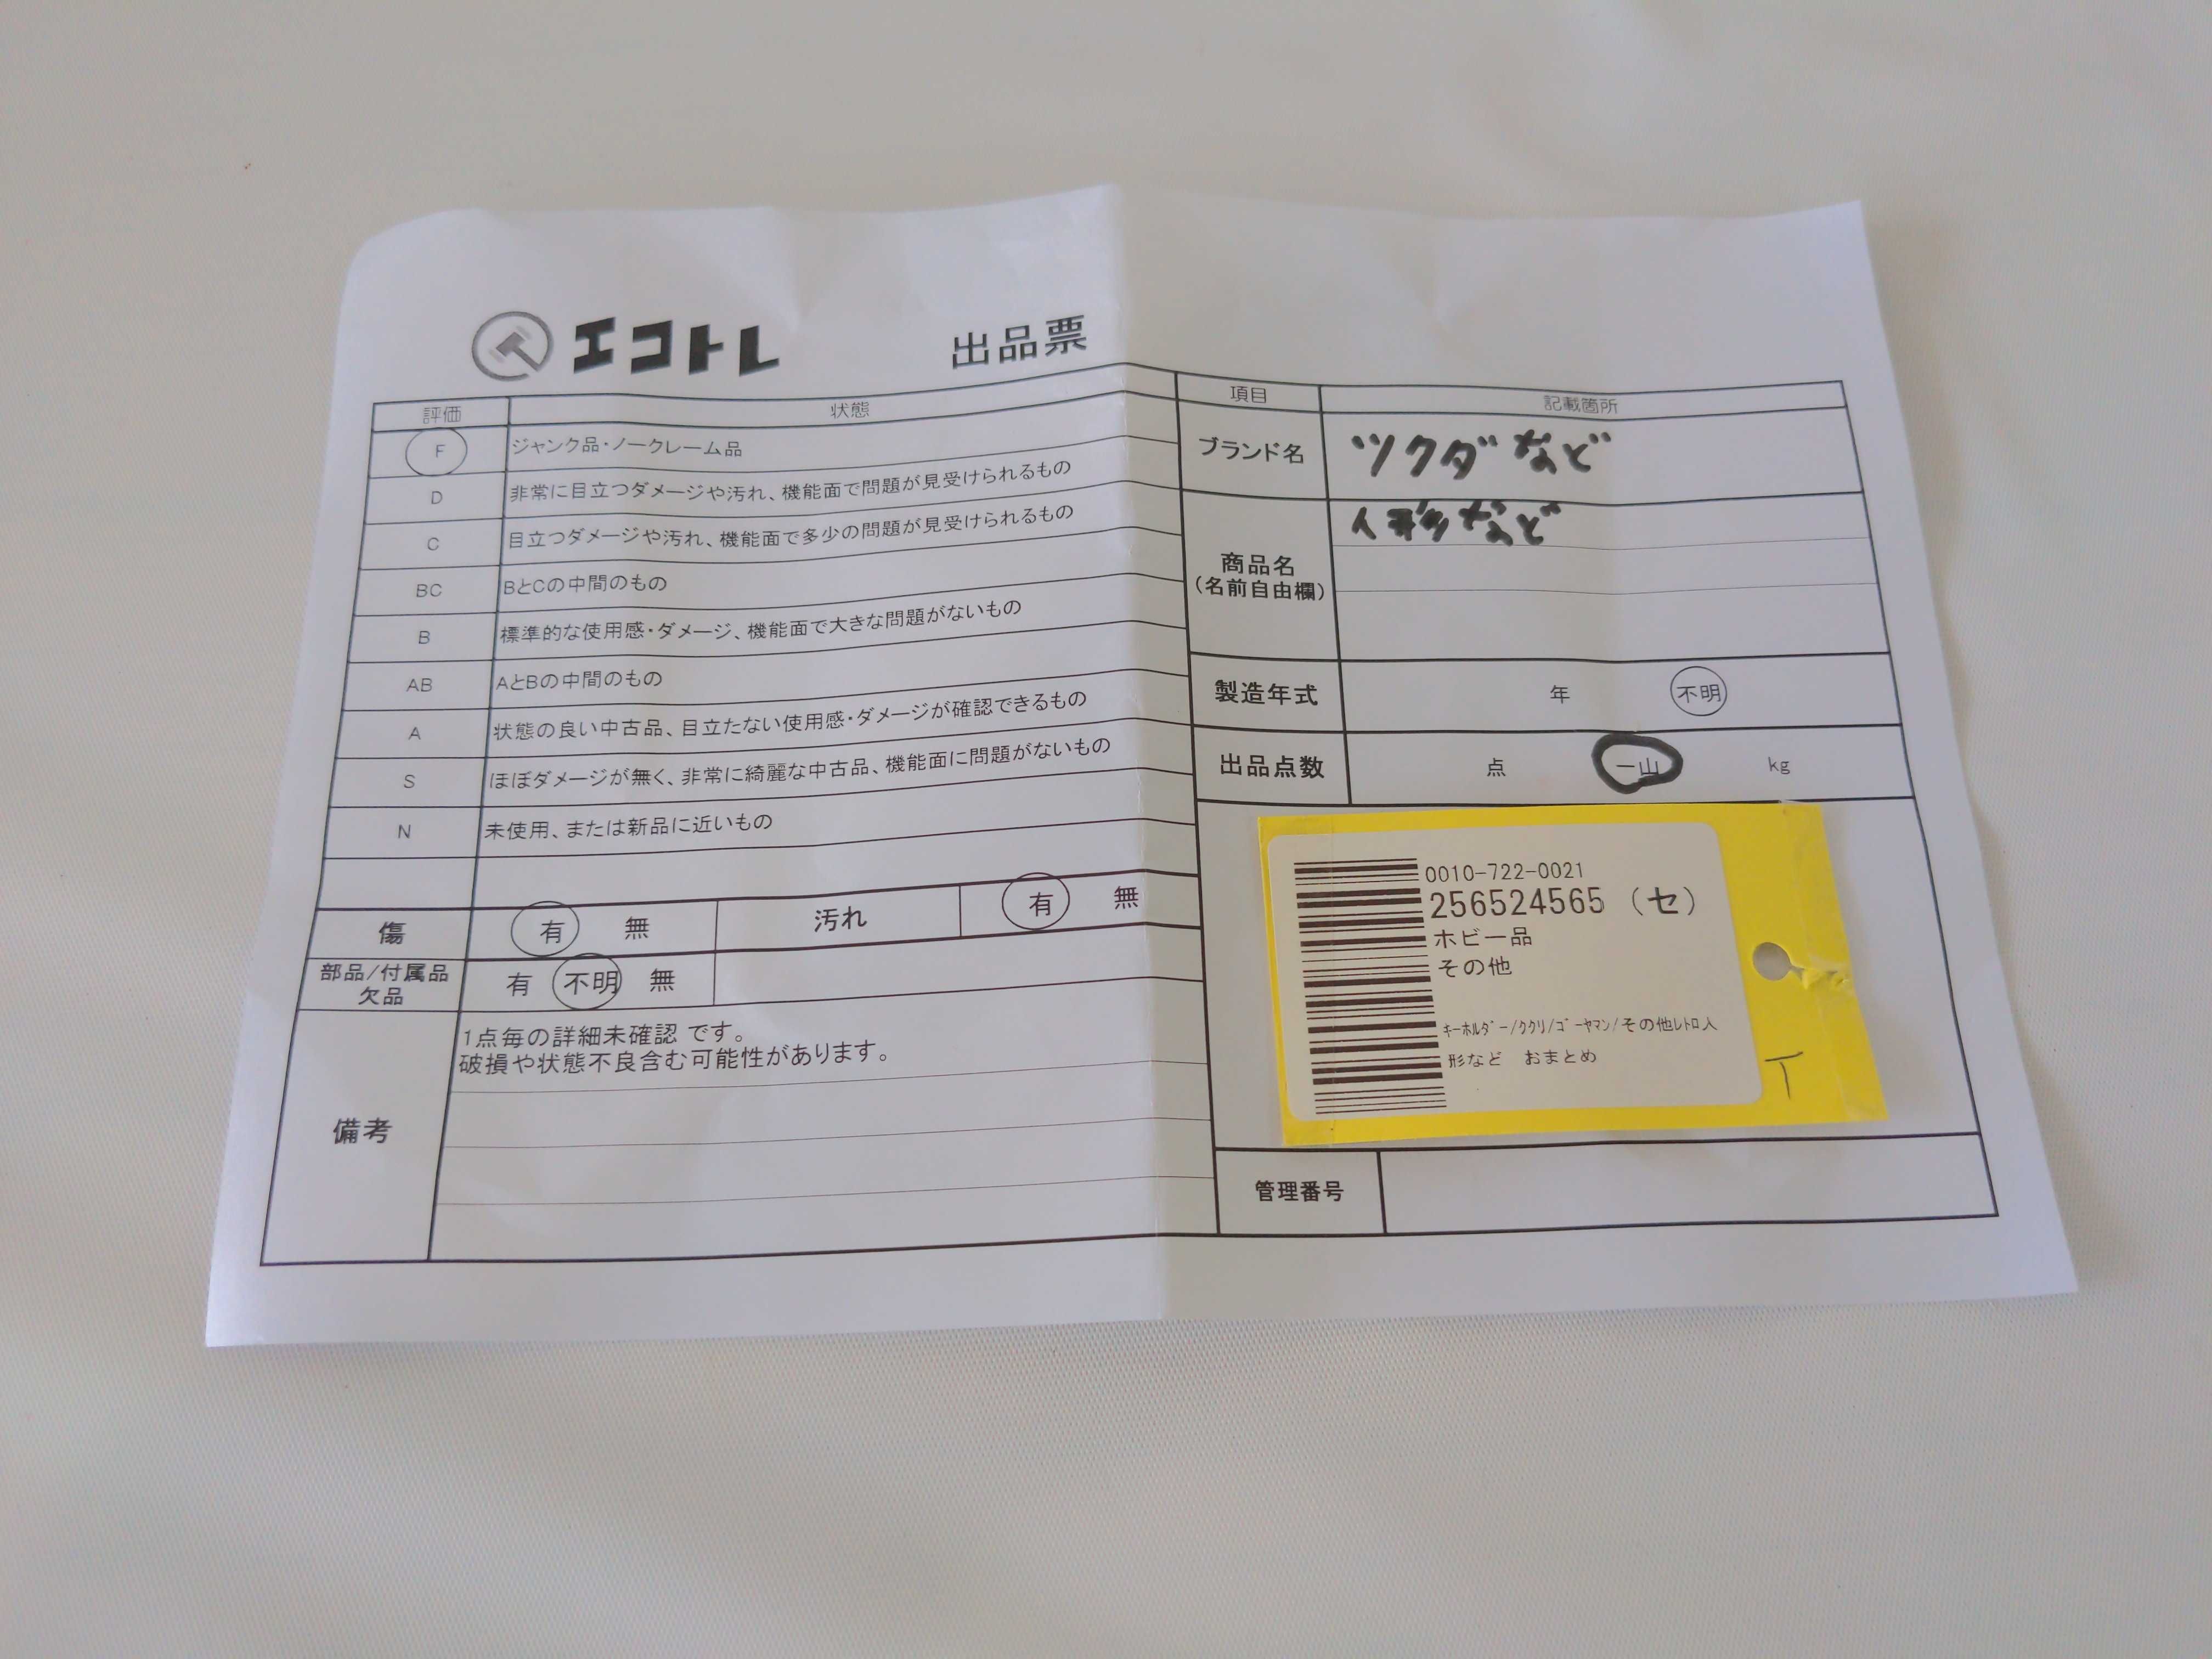 エコトレ 出品票
評価 状態
F ジャンク品・ノークレーム品
D 非常に目立つダメージや汚れ、機能面で問題が見受けられるもの
C 目立つダメージや汚れ、機能面で多少の問題が見受けられるもの
BC BとCの中間のもの
B 標準的な使用感・ダメージ、機能面で大きな問題がないもの
AB AとBの中間のもの
A 状態の良い中古品、目立たない使用感・ダメージが確認できるもの
S ほぼダメージが無く、非常に綺麗な中古品、機能面に問題がないもの
N 未使用、または新品に近いもの
傷 有 無 汚れ 有 無
部品/付属品
欠品
有 不明 無
備考
1点毎の詳細未確認 です。
破損や状態不良含む可能性があります。
項目 記載箇所
ブランド名 ツクダなど
商品名
(名前自由欄)
人形など
製造年式 年 不明
出品点数 点 一山 kg
0010-722-0021
256524565 (セ)
ホビー品
その他
キーホルダー/ククリ/ゴーヤマン/その他レトロ人
形など おまとめ
T
管理番号